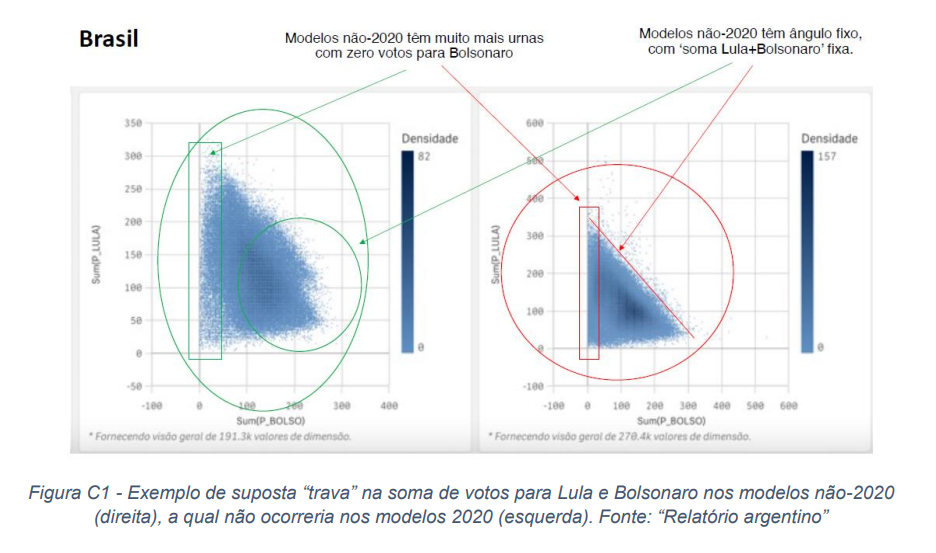 Brasil
Modelos não-2020 têm muito mais urnas
com zero votos para Bolsonaro
Modelos não-2020 têm ângulo fixo,
com ‘soma Lula+Bolsonaro’ fixa.
350
300
250
200
150
100
50
0
-50
Sum(P_LULA)
-100
0
100
200
300
400
Sum(P_BOLSO)
Densidade
82
0
* Fornecendo visão geral de 191.3k valores de dimensão.
600
500
400
300
200
100
0
-100
Sum(P_LULA)
-100
0
100
200
300
400
500
600
Sum(P_BOLSO)
Densidade
157
0
* Fornecendo visão geral de 270.4k valores de dimensão.
Figura C1 - Exemplo de suposta “trava” na soma de votos para Lula e Bolsonaro nos modelos não-2020
(direita), a qual não ocorreria nos modelos 2020 (esquerda). Fonte: “Relatório argentino”